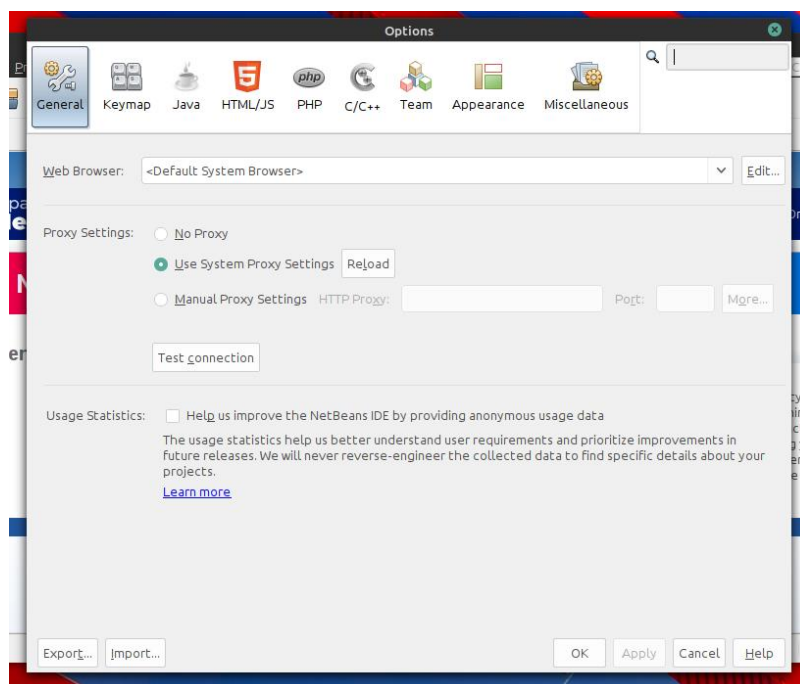 Options
General
Keymap
Java
HTML/JS
php
PHP
C/C++
Team
Appearance
Miscellaneous
Web Browser: <Default System Browser> Edit...
Proxy Settings: No Proxy
Use System Proxy Settings Reload
Manual Proxy Settings HTTP Proxy: Port: More...
Test connection
Usage Statistics: Help us improve the NetBeans IDE by providing anonymous usage data
The usage statistics help us better understand user requirements and prioritize improvements in
future releases. We will never reverse-engineer the collected data to find specific details about your
projects.
Learn more
Export... Import... OK Apply Cancel Help